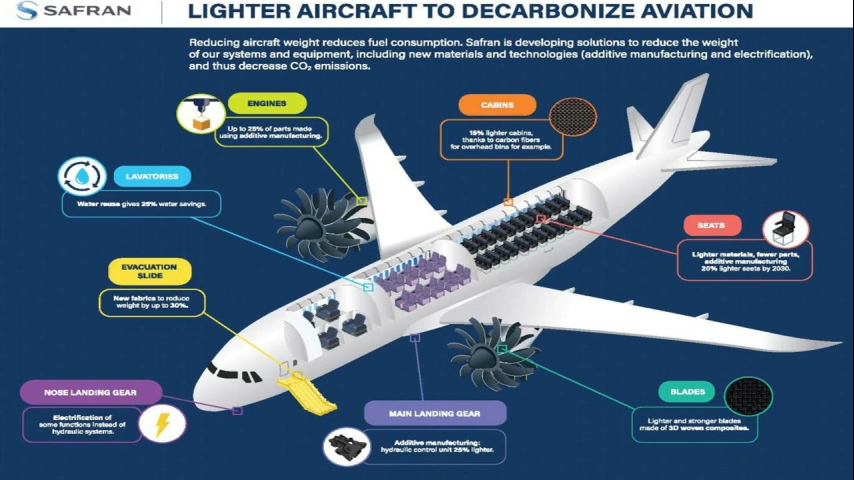 SAFRAN
LIGHTER AIRCRAFT TO DECARBONIZE AVIATION
Reducing aircraft weight reduces fuel consumption. Safran is developing solutions to reduce the weight
of our systems and equipment, including new materials and technologies (additive manufacturing and electrification),
and thus decrease CO₂ emissions.
ENGINES
Up to 25% of parts made
using additive manufacturing.
CABINS
15% lighter cabins,
thanks to carbon fibers
for overhead bins for example.
LAVATORIES
Water reuse gives 25% water savings.
SEATS
Lighter materials, fewer parts,
additive manufacturing
20% lighter seats by 2030.
EVACUATION
SLIDE
New fabrics to reduce
weight by up to 30%.
NOSE LANDING GEAR
Electrification of
some functions instead of
hydraulic systems.
MAIN LANDING GEAR
Additive manufacturing:
hydraulic control unit 25% lighter.
BLADES
Lighter and stronger blades
made of 3D woven composites.